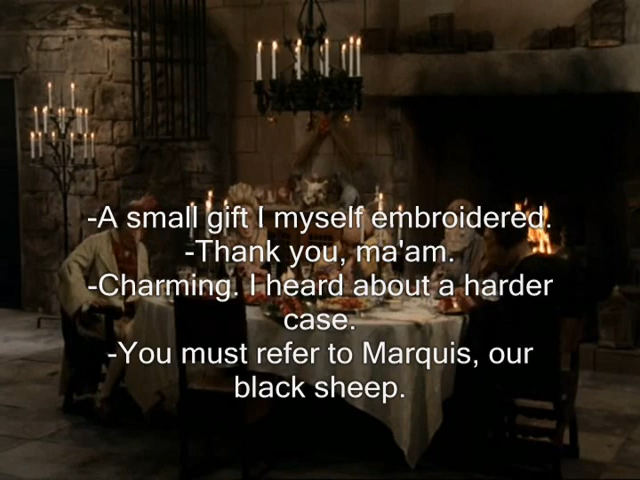 -A small gift I myself embroidered.
-Thank you, ma'am.
-Charming. I heard about a harder
case.
-You must refer to Marquis, our
black sheep.